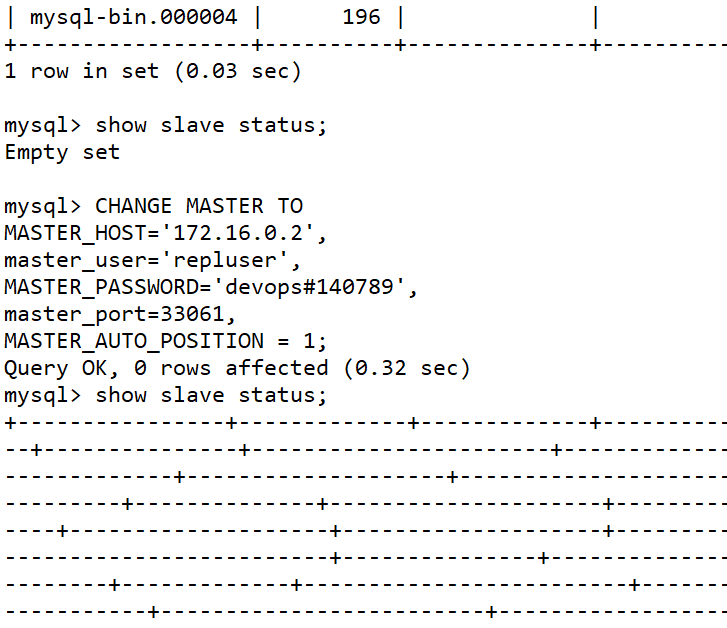 | mysql-bin.000004 |      196 |              |
+------------------+----------+--------------+----------
1 row in set (0.03 sec)
mysql> show slave status;
Empty set
mysql> CHANGE MASTER TO
MASTER_HOST='172.16.0.2',
master_user='repluser',
MASTER_PASSWORD='devops#140789',
master_port=33061,
MASTER_AUTO_POSITION = 1;
Query OK, 0 rows affected (0.32 sec)
mysql> show slave status;
+----------------+-------------+-------------+----------
--+---------------+-----------------------+-------------
-------------+--------------------+---------------------
---------+--------------+---------------------+---------
----+--------------------+--------------------+---------
-------------------------+---------------+--------------
--------+-------------+-------------------------+-------
-----------+-------------------------+------------------